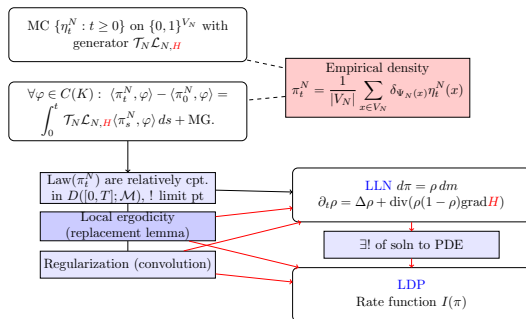 MC {η_t^N : t ≥ 0} on {0, 1}^{V_N} with
generator 𝒯_N ℒ_{N,H}
Empirical density
π_t^N = 1/|V_N| ∑_{x∈V_N} δ_{Ψ_N(x)} η_t^N(x)
∀φ ∈ C(K) : ⟨π_t^N, φ⟩ − ⟨π_0^N, φ⟩ =
∫_0^t 𝒯_N ℒ_{N,H} ⟨π_s^N, φ⟩ ds + MG.
Law(π_t^N) are relatively cpt.
in D([0, T]; ℳ), ! limit pt
Local ergodicity
(replacement lemma)
Regularization (convolution)
LLN dπ = ρ dm
∂_t ρ = Δρ + div(ρ(1 − ρ)gradH)
∃! of soln to PDE
LDP
Rate function I(π)